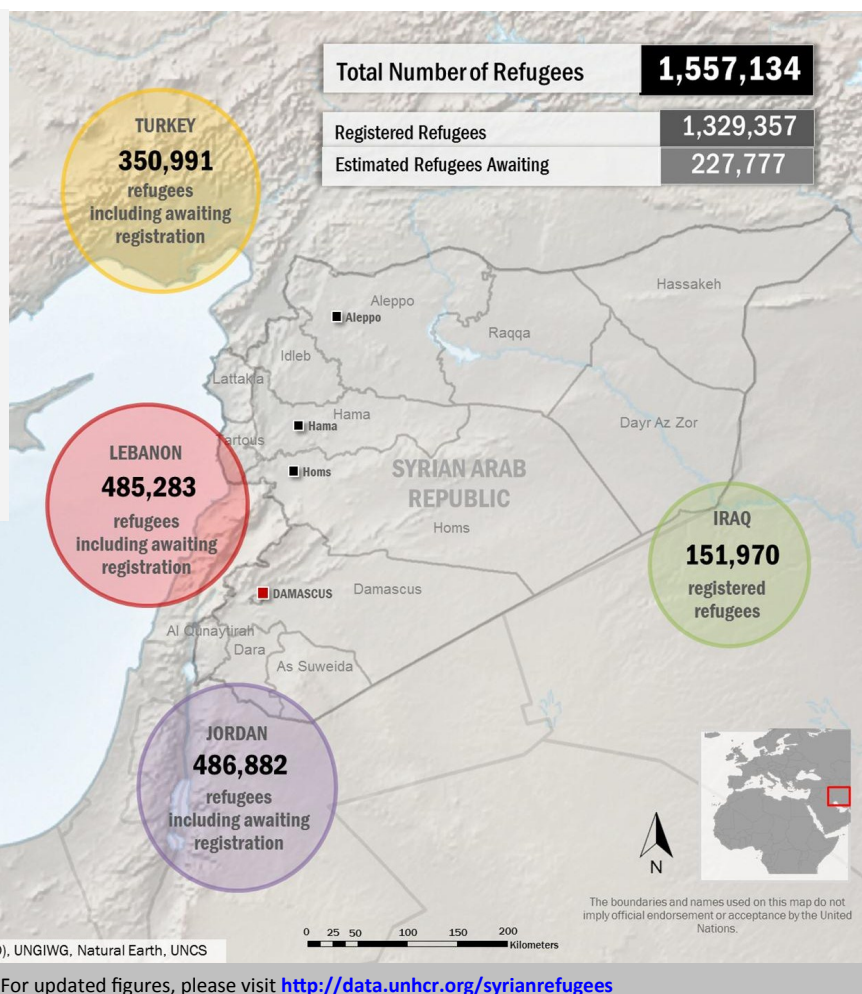 Total Number of Refugees 1,557,134
Registered Refugees 1,329,357
Estimated Refugees Awaiting 227,777
TURKEY
350,991
refugees
including awaiting
registration
Hassakeh
Aleppo
Aleppo
Raqqa
Idleb
Lattakia
Hama
Hama
Dayr Az Zor
Tartous
LEBANON
485,283
refugees
including awaiting
registration
Homs
SYRIAN ARAB
REPUBLIC
Homs
IRAQ
151,970
registered
refugees
DAMASCUS
Damascus
Al Qunaytirah
Dara
As Suweida
JORDAN
486,882
refugees
including awaiting
registration
N
The boundaries and names used on this map do not
imply official endorsement or acceptance by the United
Nations.
0 25 50 100 150 200
Kilometers
), UNGIWG, Natural Earth, UNCS
For updated figures, please visit http://data.unhcr.org/syrianrefugees